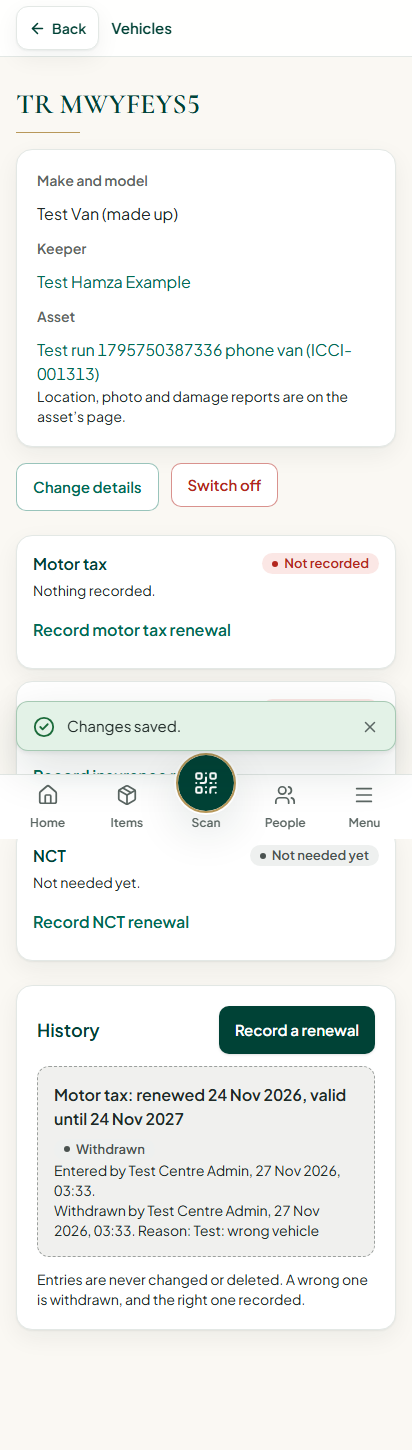 Back
Vehicles
TR MWYFEYS5
Make and model
Test Van (made up)
Keeper
Test Hamza Example
Asset
Test run 1795750387336 phone van (ICCI-
001313)
Location, photo and damage reports are on the
asset's page.
Change details
Switch off
Motor tax
Not recorded
Nothing recorded.
Record motor tax renewal
Changes saved.
Home
Items
Scan
People
Menu
NCT
Not needed yet
Not needed yet.
Record NCT renewal
History
Record a renewal
Motor tax: renewed 24 Nov 2026, valid
until 24 Nov 2027
Withdrawn
Entered by Test Centre Admin, 27 Nov 2026,
03:33.
Withdrawn by Test Centre Admin, 27 Nov
2026, 03:33. Reason: Test: wrong vehicle
Entries are never changed or deleted. A wrong one
is withdrawn, and the right one recorded.